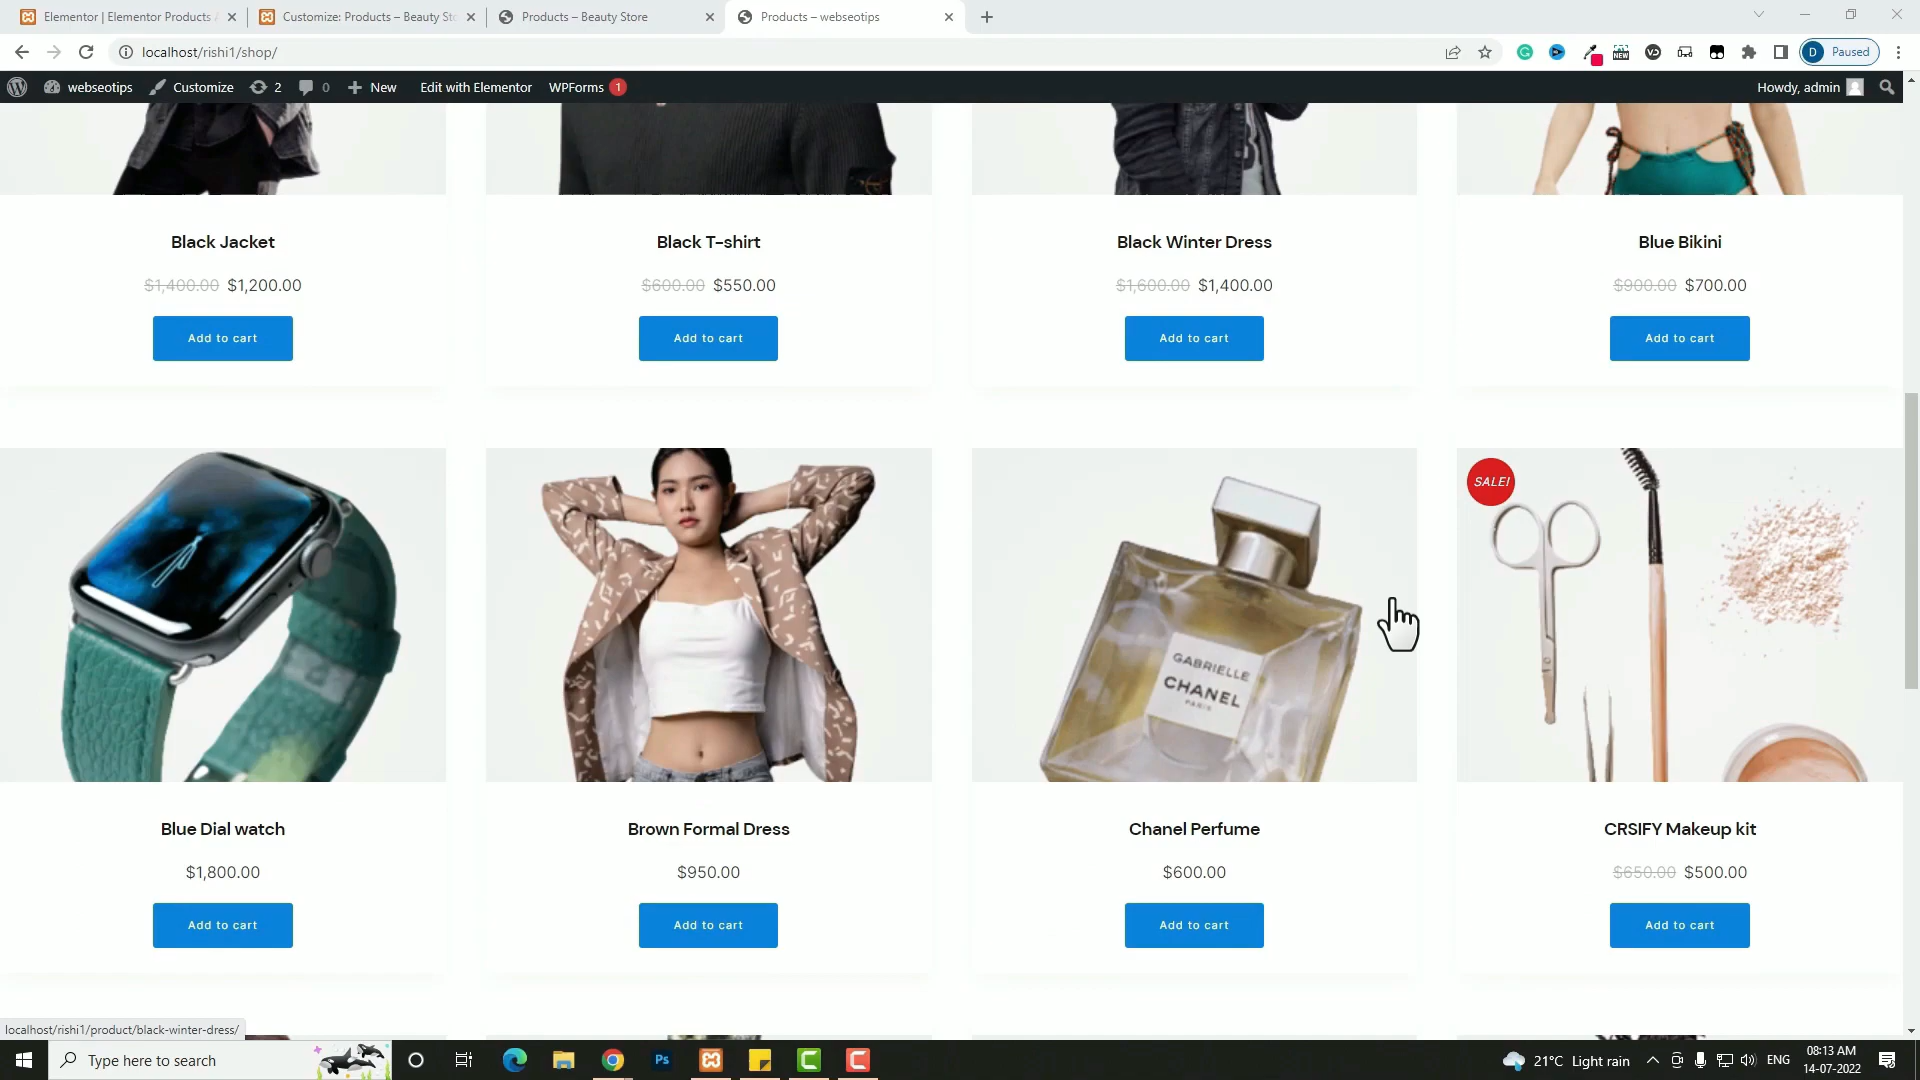 Elementor | Elementor Products
Customize: Products – Beauty St
Products – Beauty Store
Products – webseotips
localhost/rishi1/shop/
NEW
D Paused
webseotips
Customize
2
0
New
Edit with Elementor
WPForms 1
Howdy, admin
Black Jacket
Black T-shirt
Black Winter Dress
Blue Bikini
$1,400.00 $1,200.00
$600.00 $550.00
$1,600.00 $1,400.00
$900.00 $700.00
Add to cart
Add to cart
Add to cart
Add to cart
SALE!
GABRIELLE
CHANEL
PARIS
Blue Dial watch
Brown Formal Dress
Chanel Perfume
CRSIFY Makeup kit
$1,800.00
$950.00
$600.00
$650.00 $500.00
Add to cart
Add to cart
Add to cart
Add to cart
localhost/rishi1/product/black-winter-dress/
Type here to search
Ps
21°C Light rain
ENG
08:13 AM
14-07-2022